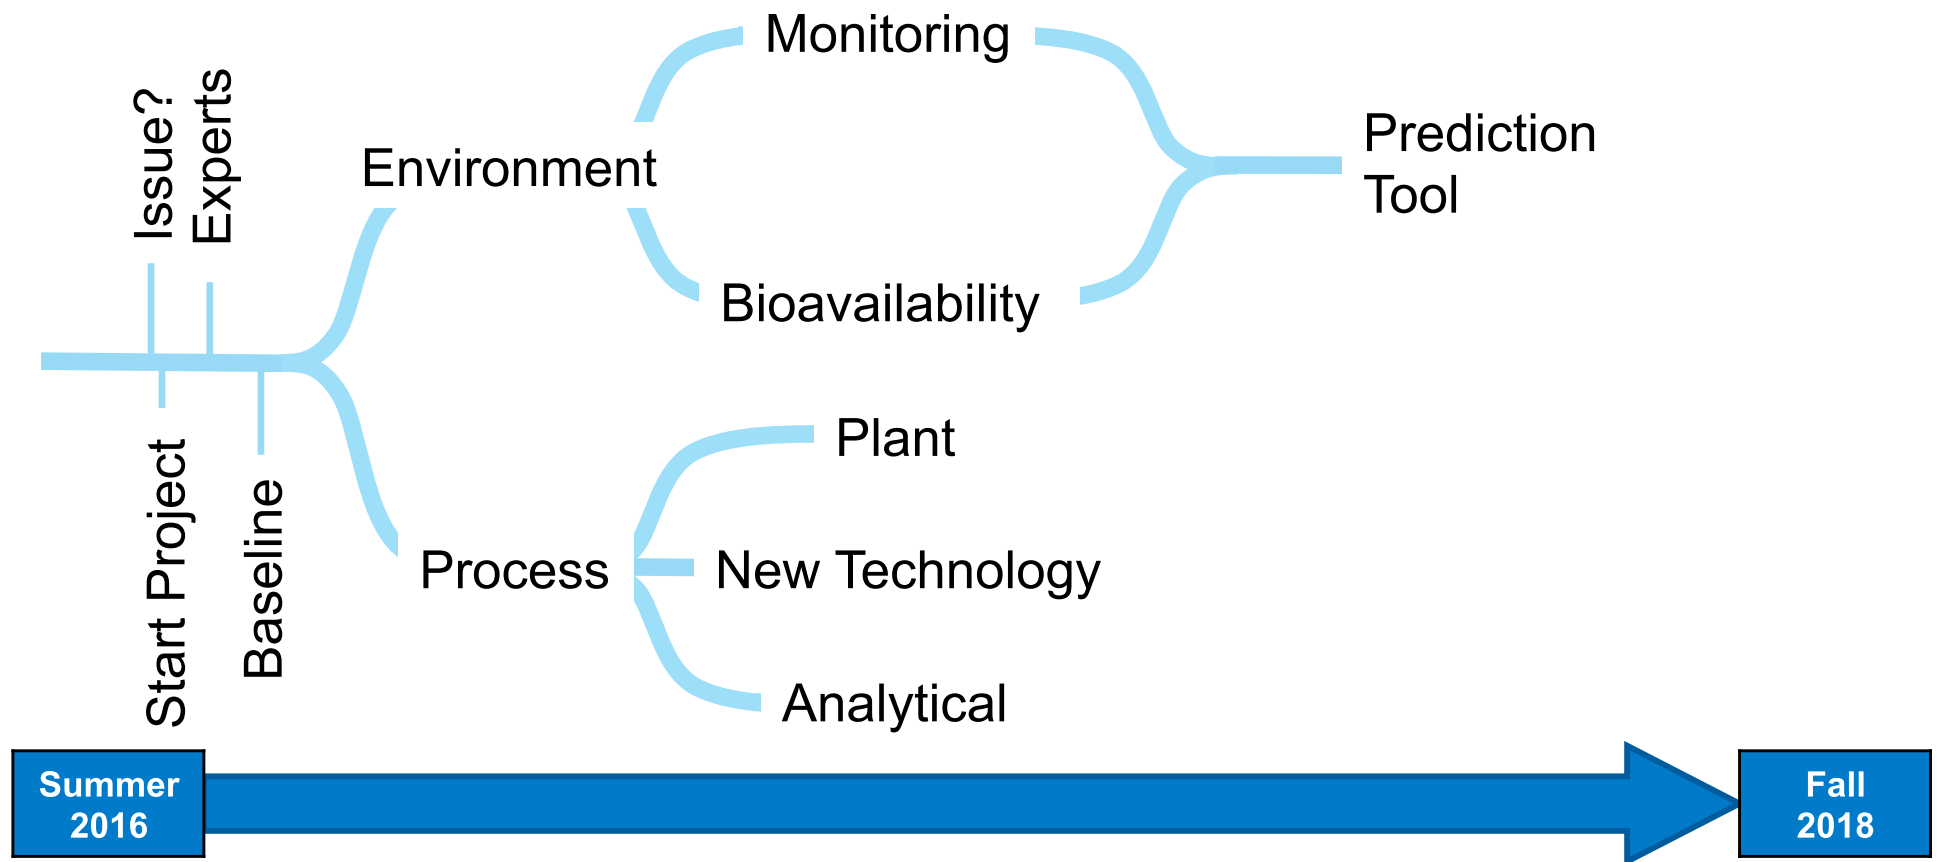 Issue?
Experts
Start Project
Baseline
Environment
Process
Monitoring
Bioavailability
Prediction
Tool
Plant
New Technology
Analytical
Summer
2016
Fall
2018